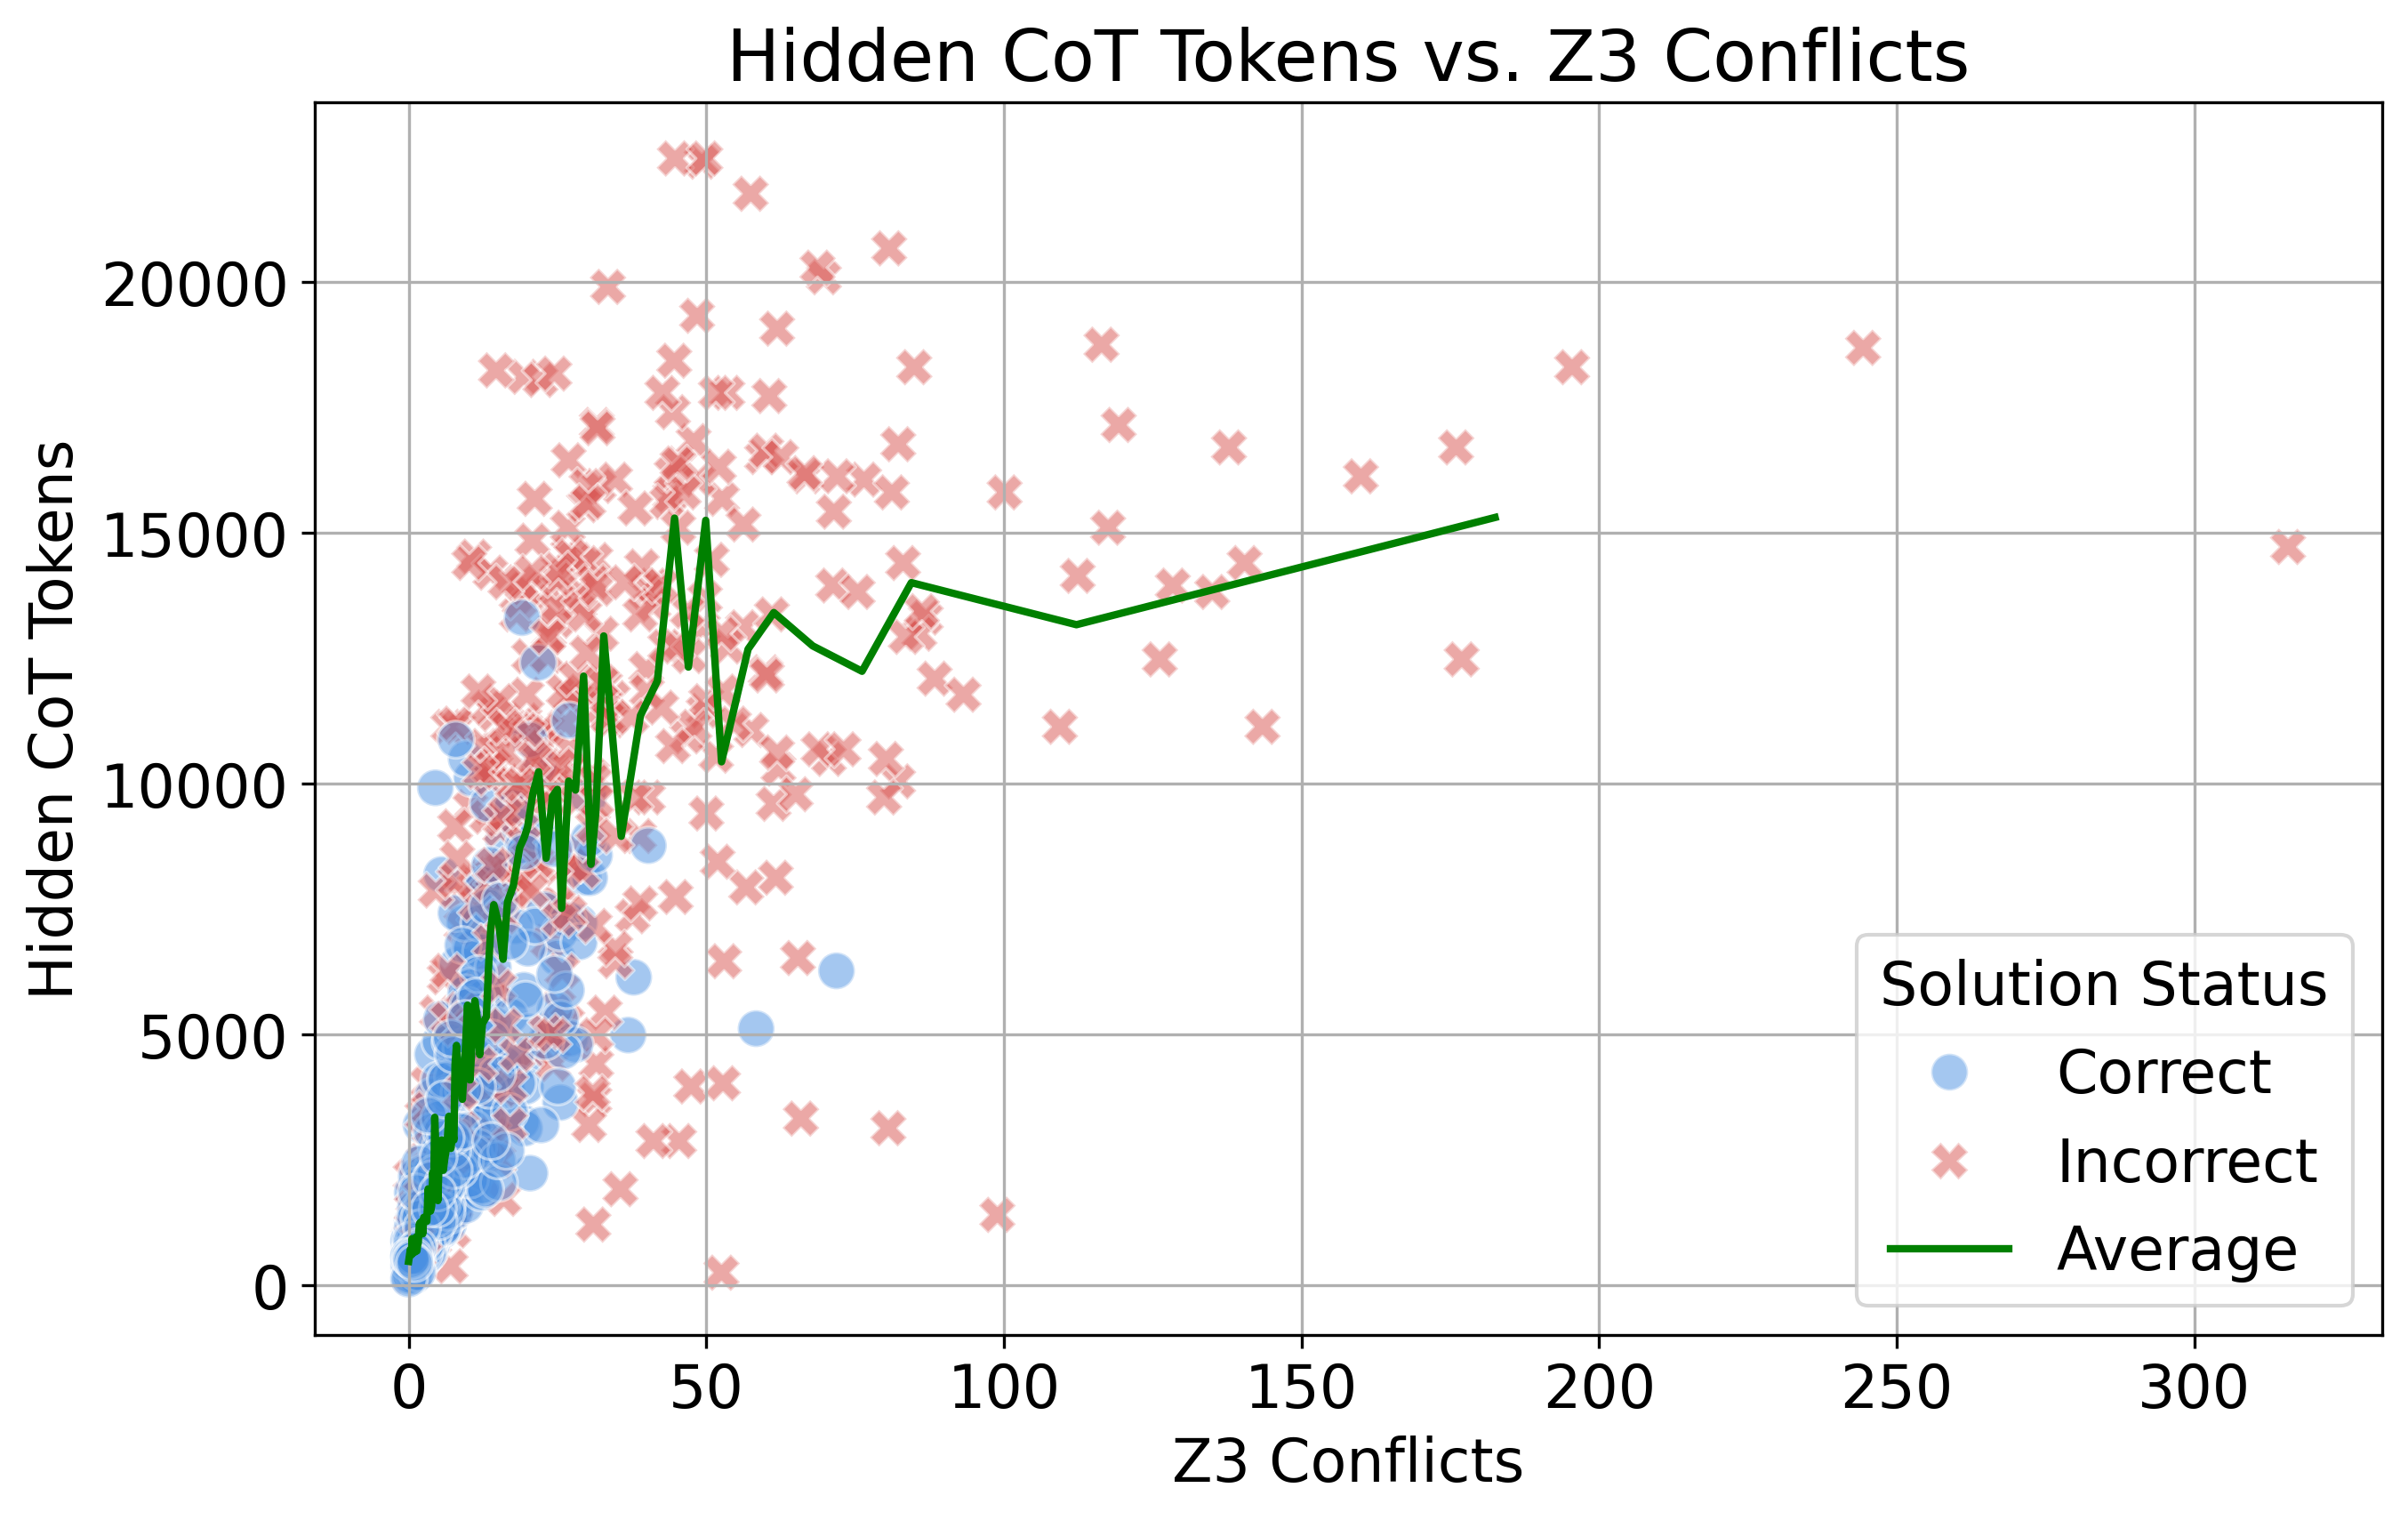 Hidden CoT Tokens vs. Z3 Conflicts
Hidden CoT Tokens
20000
15000
10000
5000
0
0 50 100 150 200 250 300
Z3 Conflicts
Solution Status
Correct
Incorrect
Average